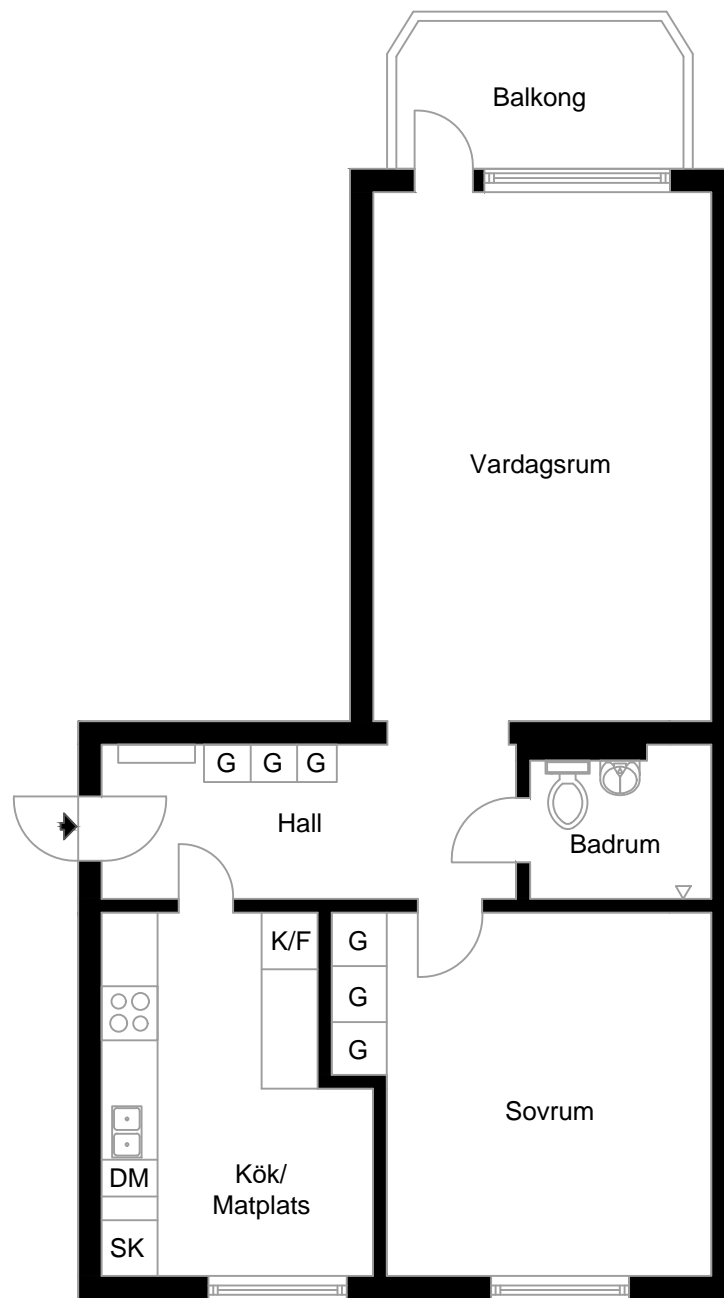 Balkong
Vardagsrum
G G G
Hall
Badrum
K/F
G
G
G
Sovrum
DM
Kök/
Matplats
SK